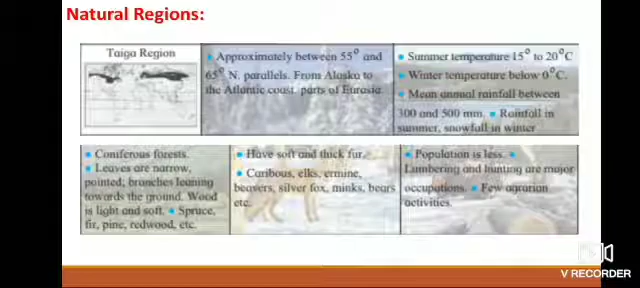 Natural Regions:
Taiga Region
• Approximately between 55° and
65° N. parallels. From Alaska to
the Atlantic coast, parts of Eurasia.
• Summer temperature 15° to 20°C
• Winter temperature below 0°C.
• Mean annual rainfall between
300 and 500 mm. • Rainfall in
summer, snowfall in winter
• Coniferous forests.
• Leaves are narrow,
pointed; branches leaning
towards the ground. Wood
is light and soft. • Spruce,
fir, pine, redwood, etc.
• Have soft and thick fur.
• Caribous, elks, ermine,
beavers, silver fox, minks, bears
etc.
• Population is less. •
Lumbering and hunting are major
occupations. • Few agrarian
activities.
V RECORDER